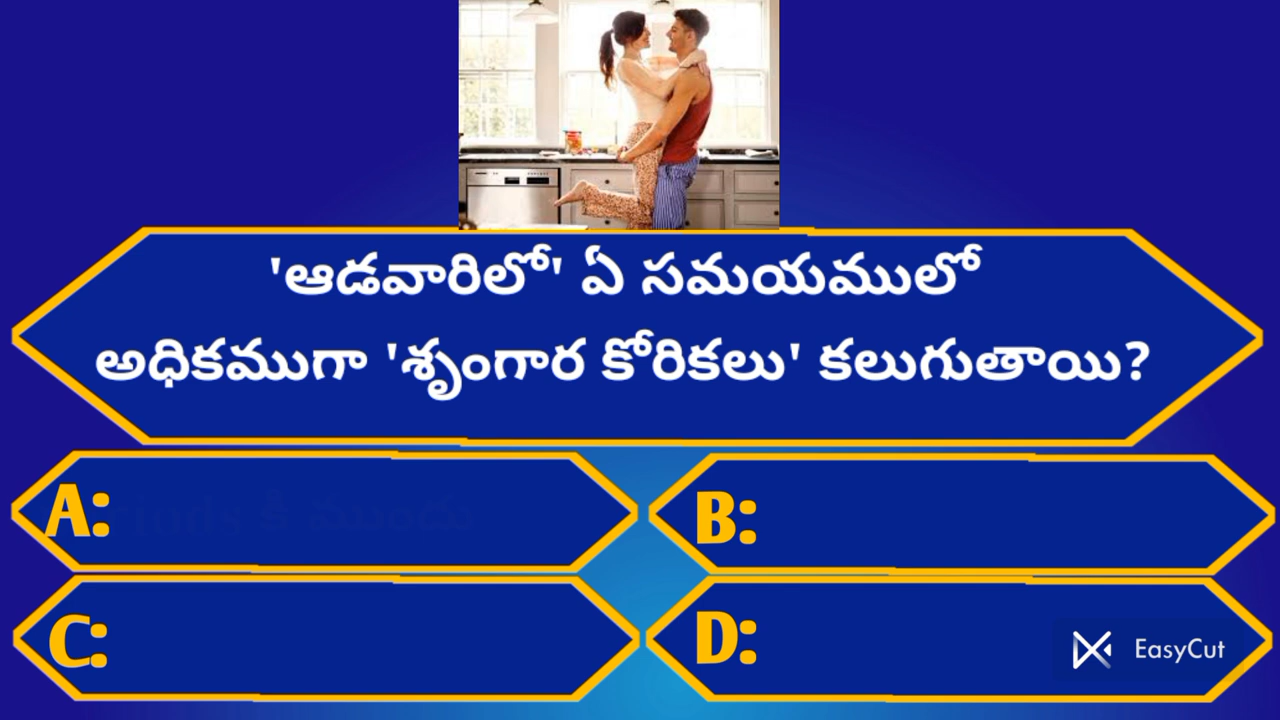 'ఆడవారిలో' ఏ సమయములో
అధికముగా 'శృంగార కోరికలు' కలుగుతాయి?
A:
కి ముందు
B:
C:
D:
EasyCut